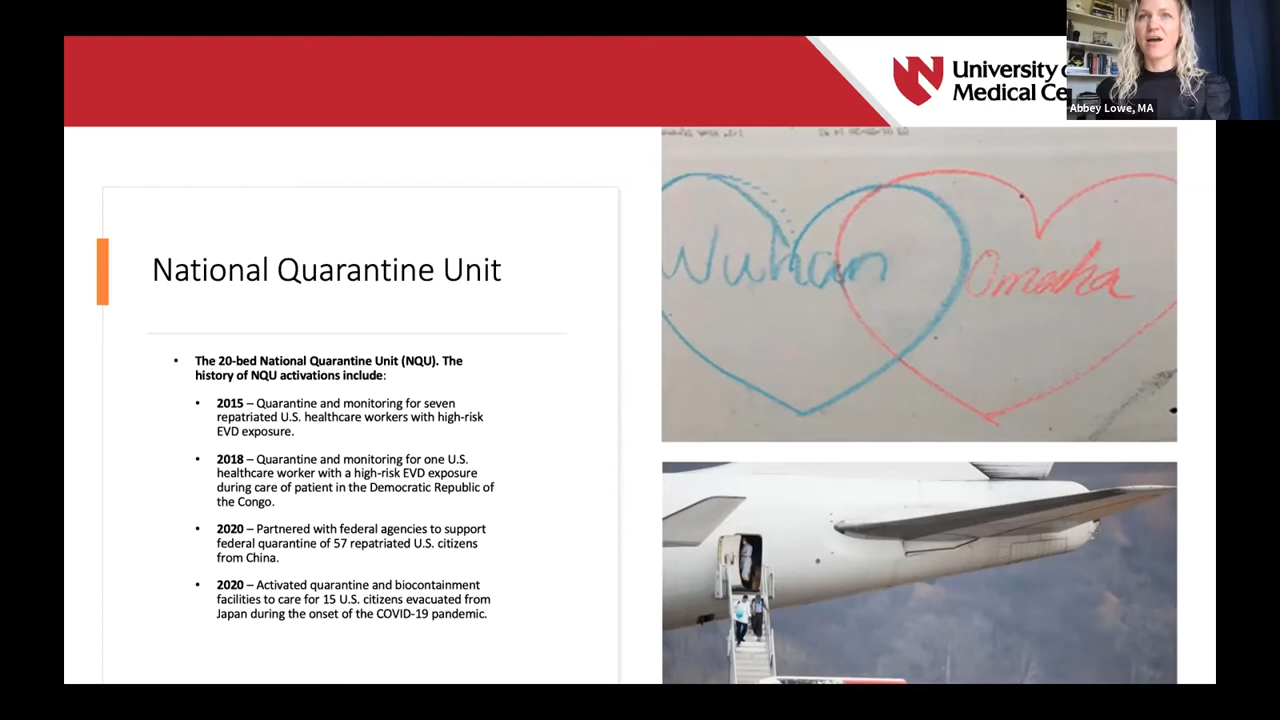 University
Medical
Abbey Lowe, MA
Wuhan
Omaha
National Quarantine Unit
• The 20-bed National Quarantine Unit (NQU). The
history of NQU activations include:
• 2015 – Quarantine and monitoring for seven
repatriated U.S. healthcare workers with high-risk
EVD exposure.
• 2018 – Quarantine and monitoring for one U.S.
healthcare worker with a high-risk EVD exposure
during care of patient in the Democratic Republic of
the Congo.
• 2020 – Partnered with federal agencies to support
federal quarantine of 57 repatriated U.S. citizens
from China.
• 2020 – Activated quarantine and biocontainment
facilities to care for 15 U.S. citizens evacuated from
Japan during the onset of the COVID-19 pandemic.